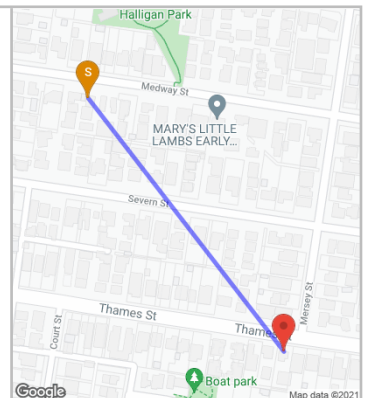 Halligan Park
S
Medway St
MARY'S LITTLE
LAMBS EARLY...
Severn St
Thames St
Thames
Mersey St
Court St
Boat park
Google
Map data ©2021